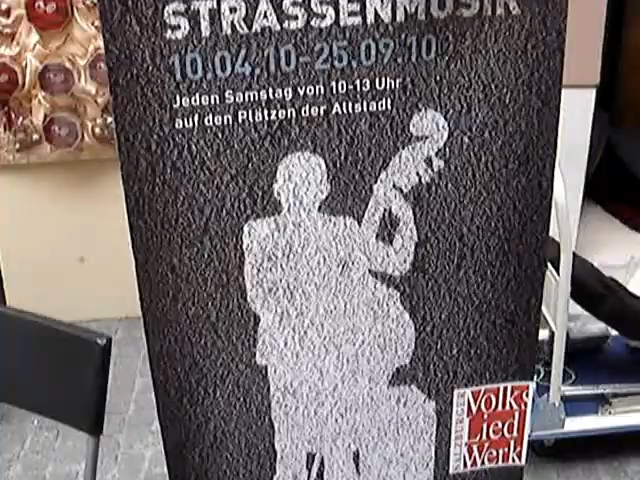 STRASSENMUSIK
10.04.10-25.09.10
Jeden Samstag von 10-13 Uhr
auf den Plätzen der Altstadt
SALZBURGER
Volks
Lied
Werk